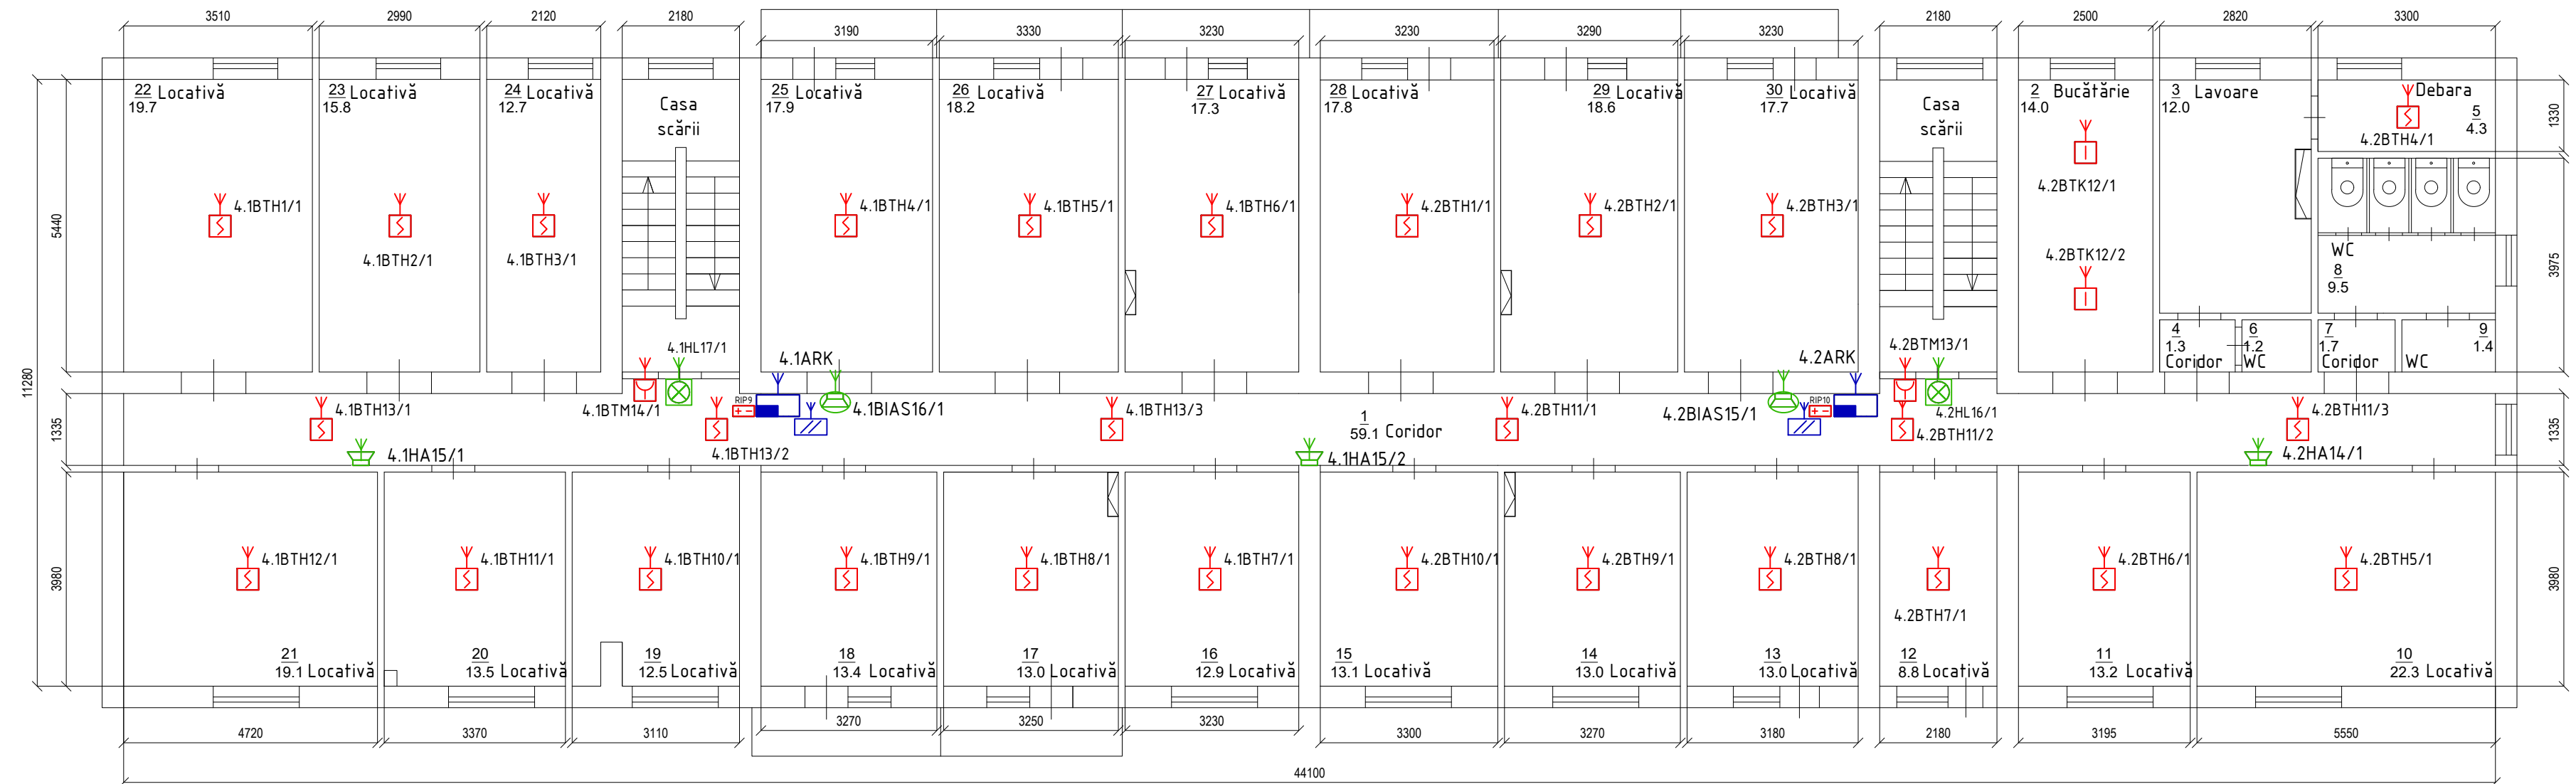 3510
2990
2120
2180
3190
3330
3230
3230
3290
3230
2180
2500
2820
3300
22 Locativă
19.7
23 Locativă
15.8
24 Locativă
12.7
Casa
scării
25 Locativă
17.9
26 Locativă
18.2
27 Locativă
17.3
28 Locativă
17.8
29 Locativă
18.6
30 Locativă
17.7
Casa
scării
2 Bucătărie
14.0
3 Lavoare
12.0
Debara
5
4.3
4.2BTH4/1
1330
5440
11280
4.1BTH1/1
4.1BTH2/1
4.1BTH3/1
4.1BTH4/1
4.1BTH5/1
4.1BTH6/1
4.2BTH1/1
4.2BTH2/1
4.2BTH3/1
4.2BTK12/1
4.2BTK12/2
WC
8
9.5
3975
4
1.3
Coridor
6
1.2
WC
7
1.7
Coridor
9
1.4
WC
4.1HL17/1
4.1ARK
4.2ARK
4.2BTM13/1
1335
4.1BTH13/1
4.1BTM14/1
RIP9
4.1BIAS16/1
4.1BTH13/3
1
59.1 Coridor
4.2BTH11/1
4.2BIAS15/1
RIP10
4.2HL16/1
4.2BTH11/2
4.2BTH11/3
1335
4.1HA15/1
4.1BTH13/2
4.1HA15/2
4.2HA14/1
3980
4.1BTH12/1
4.1BTH11/1
4.1BTH10/1
4.1BTH9/1
4.1BTH8/1
4.1BTH7/1
4.2BTH10/1
4.2BTH9/1
4.2BTH8/1
4.2BTH7/1
4.2BTH6/1
4.2BTH5/1
3980
21
19.1 Locativă
20
13.5 Locativă
19
12.5 Locativă
18
13.4 Locativă
17
13.0 Locativă
16
12.9 Locativă
15
13.1 Locativă
14
13.0 Locativă
13
13.0 Locativă
12
8.8 Locativă
11
13.2 Locativă
10
22.3 Locativă
4720
3370
3110
3270
3250
3230
3300
3270
3180
2180
3195
5550
44100